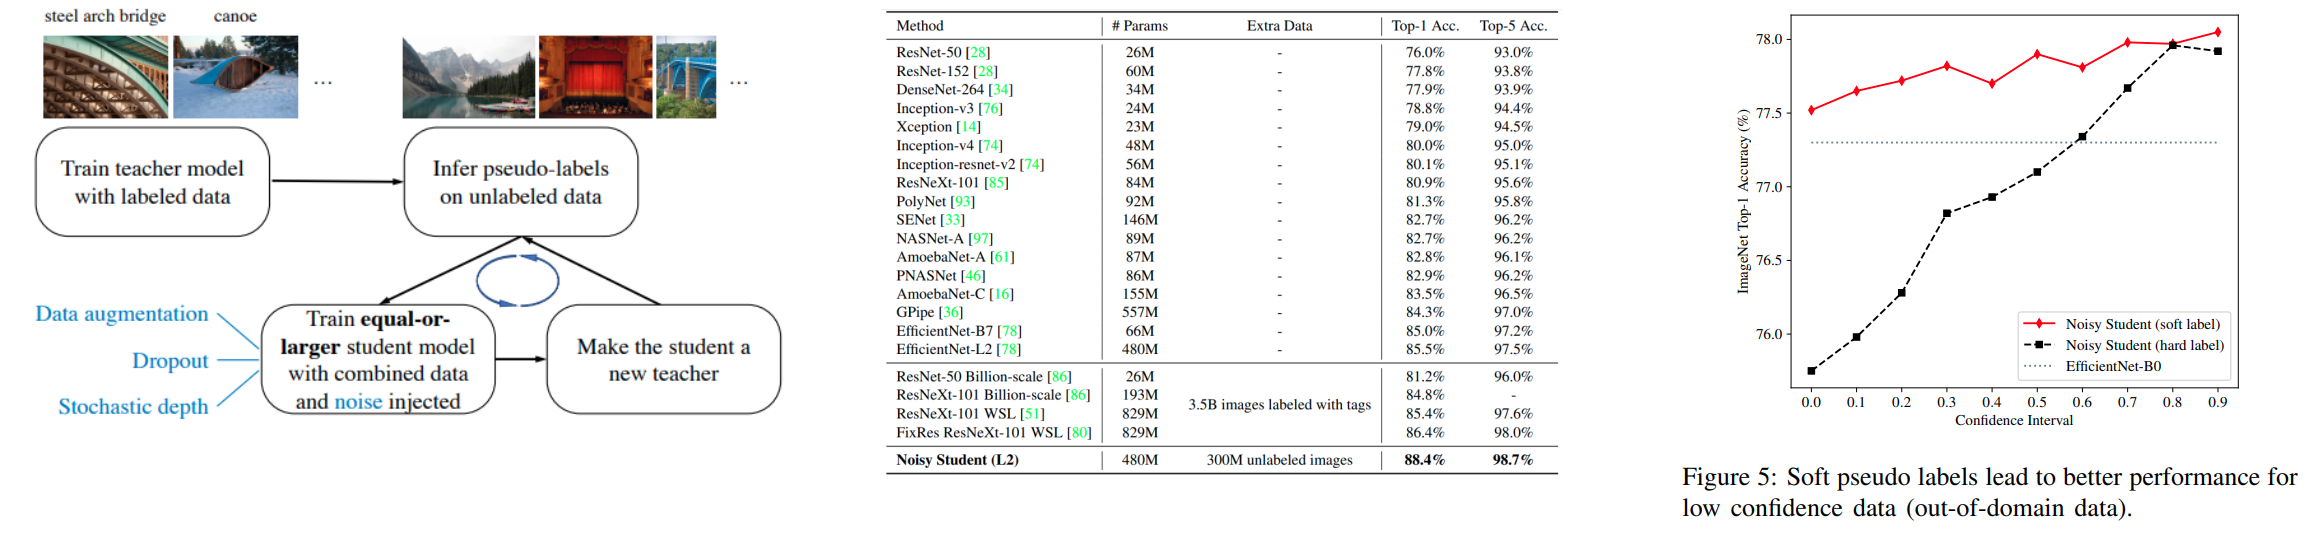 steel arch bridge
canoe
...
...
Train teacher model
with labeled data
Infer pseudo-labels
on unlabeled data
Data augmentation
Dropout
Stochastic depth
Train equal-or-
larger student model
with combined data
and noise injected
Make the student a
new teacher
Method # Params Extra Data Top-1 Acc. Top-5 Acc.
ResNet-50 [28] 26M - 76.0% 93.0%
ResNet-152 [28] 60M - 77.8% 93.8%
DenseNet-264 [34] 34M - 77.9% 93.9%
Inception-v3 [76] 24M - 78.8% 94.4%
Xception [14] 23M - 79.0% 94.5%
Inception-v4 [74] 48M - 80.0% 95.0%
Inception-resnet-v2 [74] 56M - 80.1% 95.1%
ResNeXt-101 [85] 84M - 80.9% 95.6%
PolyNet [93] 92M - 81.3% 95.8%
SENet [33] 146M - 82.7% 96.2%
NASNet-A [97] 89M - 82.7% 96.2%
AmoebaNet-A [61] 87M - 82.8% 96.1%
PNASNet [46] 86M - 82.9% 96.2%
AmoebaNet-C [16] 155M - 83.5% 96.5%
GPipe [36] 557M - 84.3% 97.0%
EfficientNet-B7 [78] 66M - 85.0% 97.2%
EfficientNet-L2 [78] 480M - 85.5% 97.5%
ResNet-50 Billion-scale [86] 26M 81.2% 96.0%
ResNeXt-101 Billion-scale [86] 193M 84.8% -
3.5B images labeled with tags
ResNeXt-101 WSL [51] 829M 85.4% 97.6%
FixRes ResNeXt-101 WSL [80] 829M 86.4% 98.0%
Noisy Student (L2) 480M 300M unlabeled images 88.4% 98.7%
ImageNet Top-1 Accuracy (%)
78.0
77.5
77.0
76.5
76.0
Noisy Student (soft label)
Noisy Student (hard label)
EfficientNet-B0
0.0 0.1 0.2 0.3 0.4 0.5 0.6 0.7 0.8 0.9
Confidence Interval
Figure 5: Soft pseudo labels lead to better performance for
low confidence data (out-of-domain data).